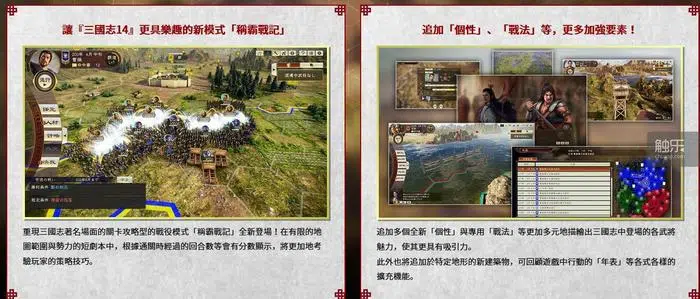 讓『三國志14』更具樂趣的新模式「稱霸戰記」
重現三國志著名場面的關卡攻略型的戰役模式「稱霸戰記」全新登場！在有限的地
圖範圍與勢力的短劇本中，根據通關時經過的回合數等會有分數顯示，將更加地考
驗玩家的策略技巧。
追加「個性」、「戰法」等，更多加強要素！
触乐
追加多個全新「個性」與專用「戰法」等更加多元地描繪出三國志中登場的各武將
魅力，使其更具有吸引力。
此外也將追加於特定地形的新建築物，可回顧遊戲中行動的「年表」等各式各樣的
擴充機能。